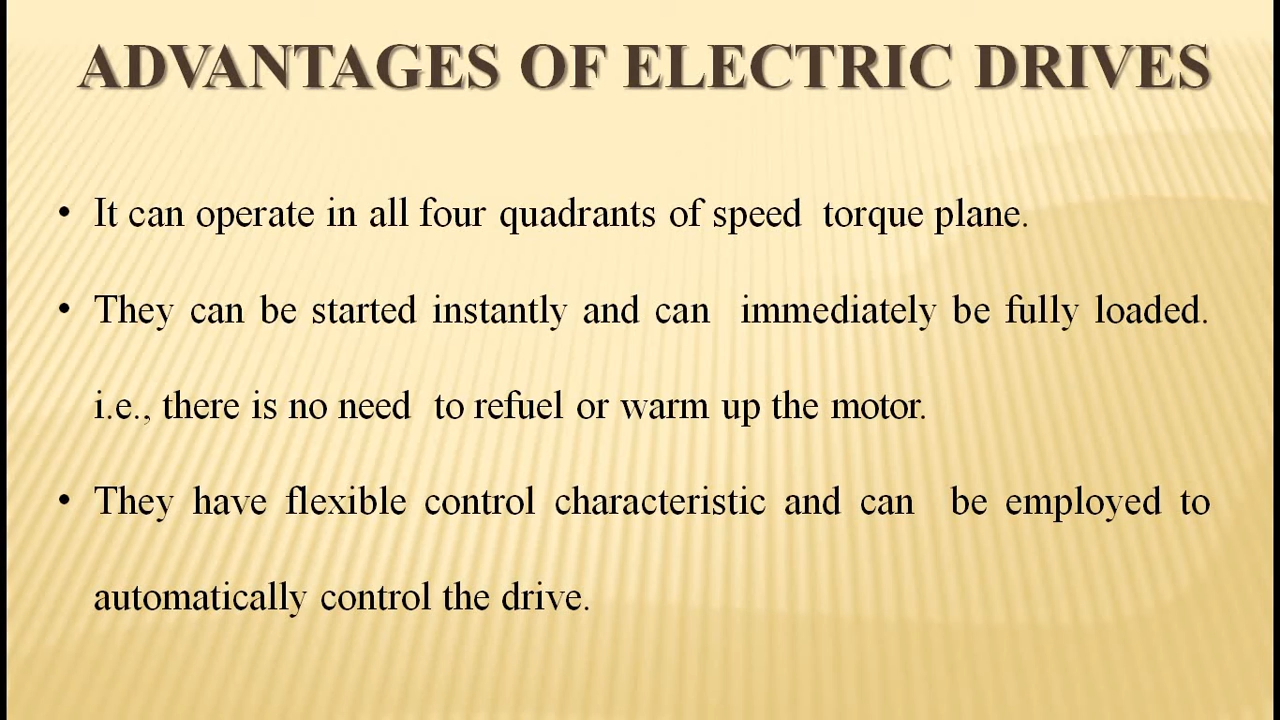 ADVANTAGES OF ELECTRIC DRIVES
• It can operate in all four quadrants of speed  torque plane.
• They can be started instantly and can  immediately be fully loaded.
i.e., there is no need  to refuel or warm up the motor.
• They have flexible control characteristic and can  be employed to
automatically control the drive.